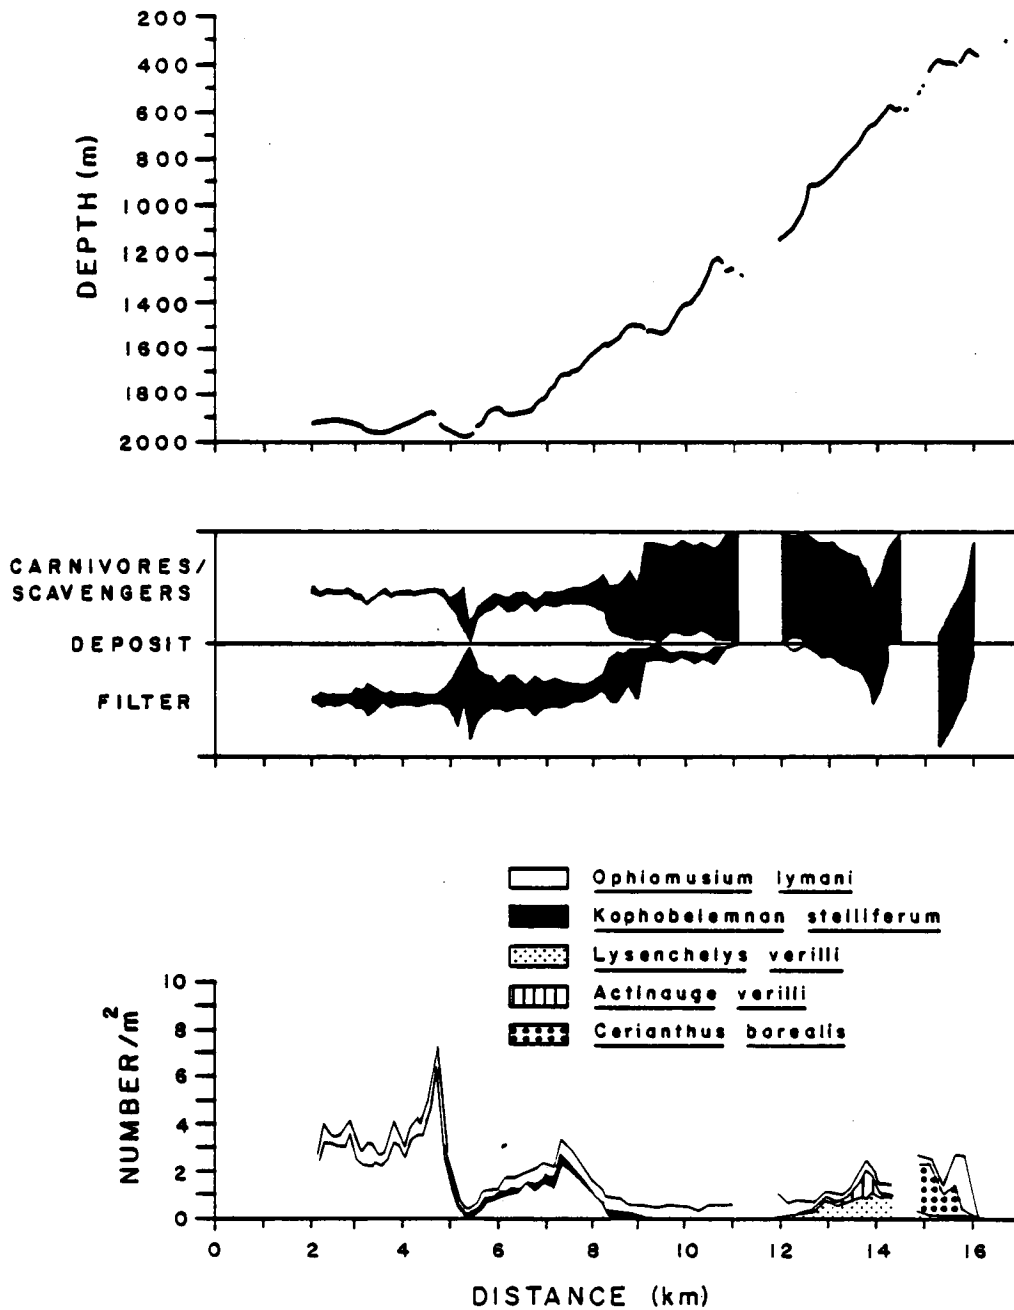 200
400
600
800
1000
1200
1400
1600
1800
2000
DEPTH (m)
CARNIVORES/
SCAVENGERS
DEPOSIT
FILTER
Ophiomusium lymani
Kophobelemnon stelliferum
Lysenchelys verilli
Actinauge verilli
Cerianthus borealis
10
8
6
4
2
0
NUMBER/m²
0 2 4 6 8 10 12 14 16
DISTANCE (km)